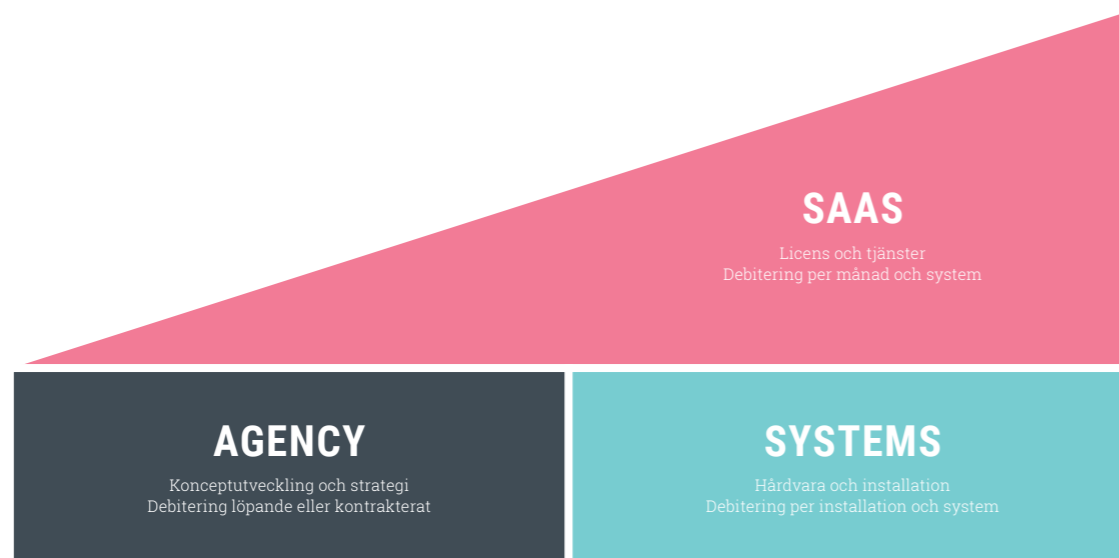 SAAS
Licens och tjänster
Debitering per månad och system
AGENCY
Konceptutveckling och strategi
Debitering löpande eller kontrakterat
SYSTEMS
Hårdvara och installation
Debitering per installation och system